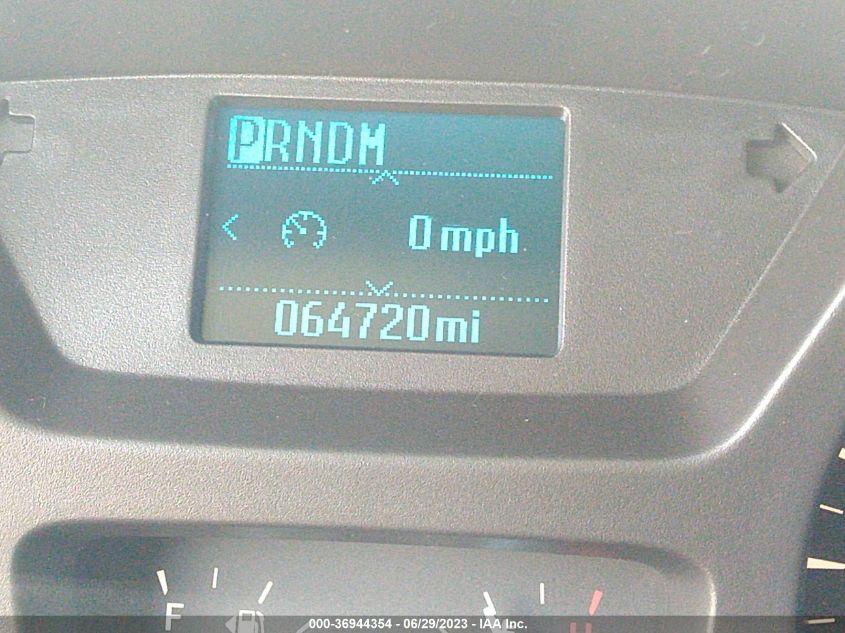 PRNDM
0 mph
064720mi
F
H
000-36944354 - 06/29/2023 - IAA Inc.